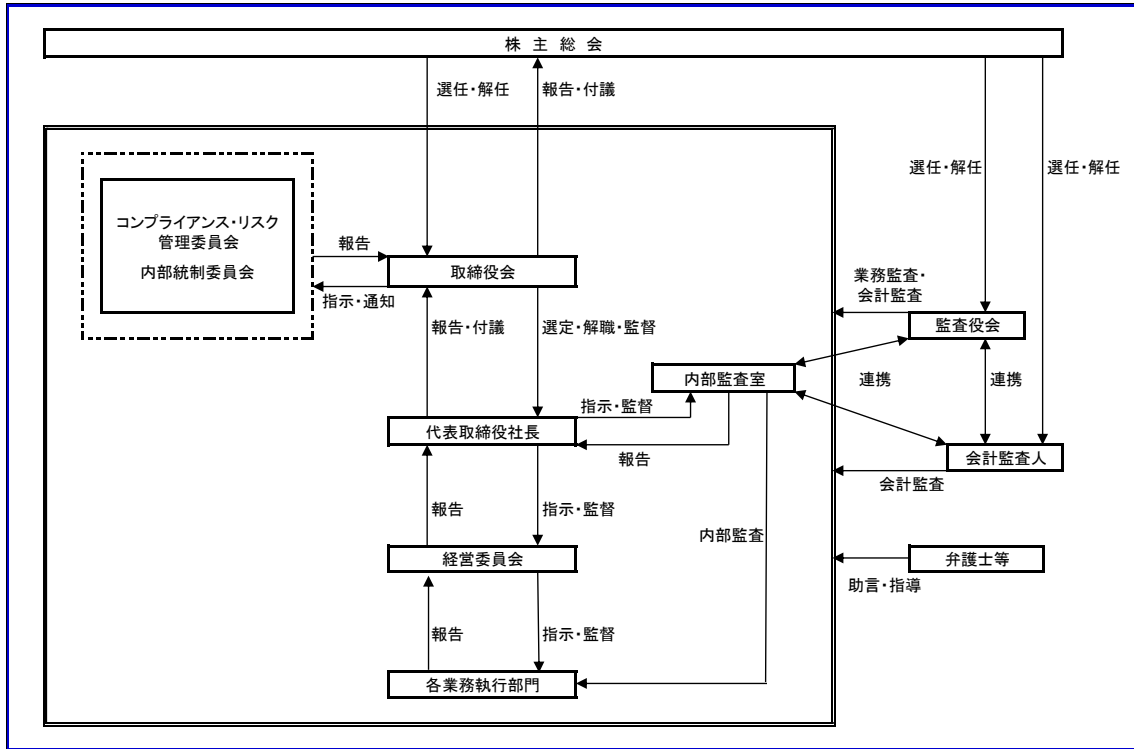 株 主 総 会
選任・解任
報告・付議
選任・解任
選任・解任
コンプライアンス・リスク
管理委員会
内部統制委員会
報告
指示・通知
取締役会
業務監査・
会計監査
監査役会
報告・付議
選定・解職・監督
内部監査室
連携
連携
指示・監督
代表取締役社長
報告
会計監査人
会計監査
報告
指示・監督
内部監査
経営委員会
弁護士等
助言・指導
報告
指示・監督
各業務執行部門